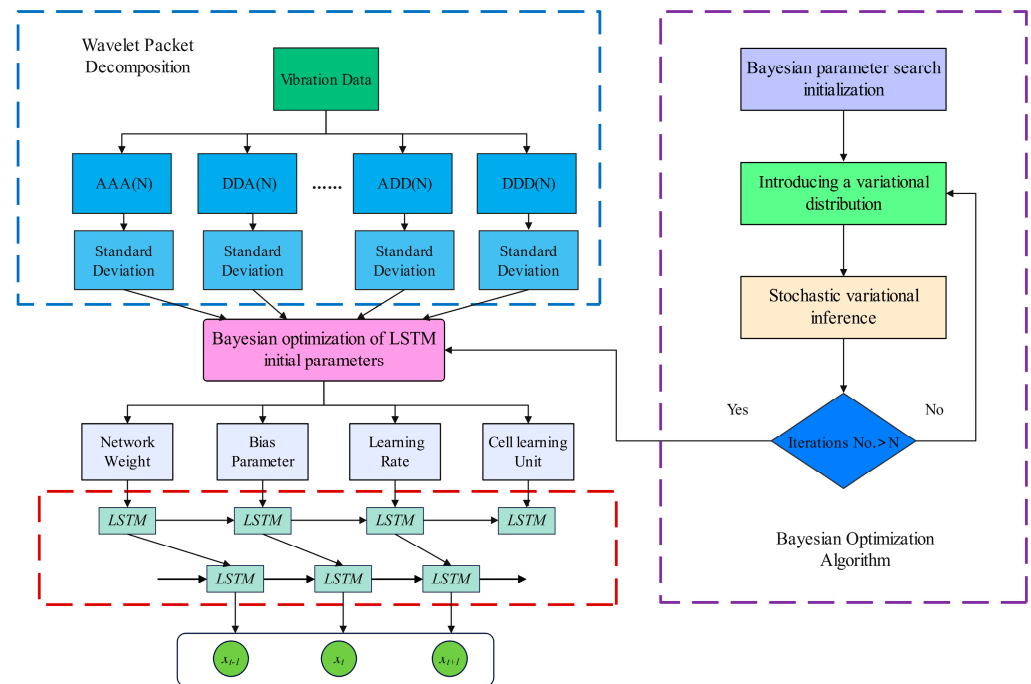 Wavelet Packet
Decomposition
Vibration Data
AAA(N)
DDA(N)
......
ADD(N)
DDD(N)
Standard
Deviation
Standard
Deviation
Standard
Deviation
Standard
Deviation
Bayesian optimization of LSTM
initial parameters
Network
Weight
Bias
Parameter
Learning
Rate
Cell learning
Unit
LSTM
LSTM
LSTM
LSTM
LSTM
LSTM
LSTM
x_{t-1}
x_t
x_{t+1}
Bayesian parameter search
initialization
Introducing a variational
distribution
Stochastic variational
inference
Yes
No
Iterations No.>N
Bayesian Optimization
Algorithm